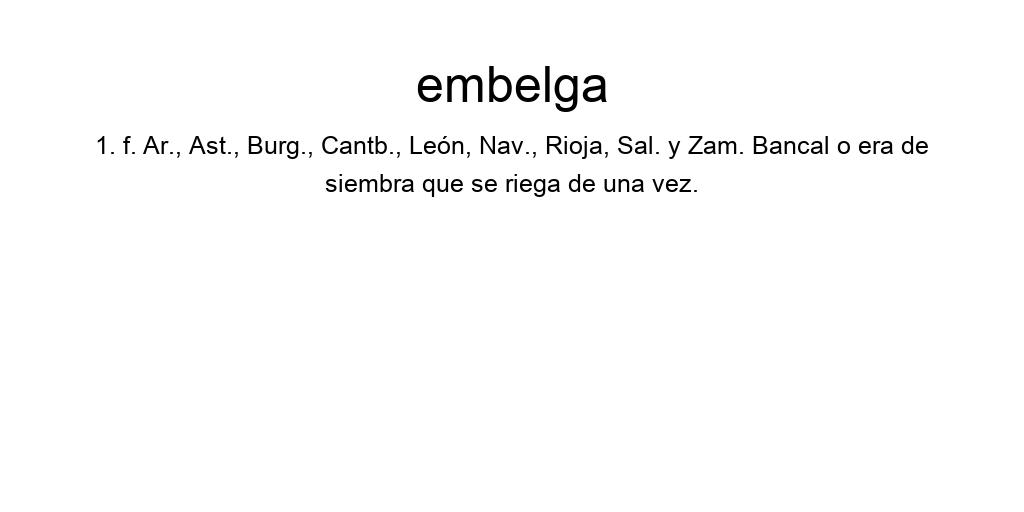 embelga
1. f. Ar., Ast., Burg., Cantb., León, Nav., Rioja, Sal. y Zam. Bancal o era de
siembra que se riega de una vez.